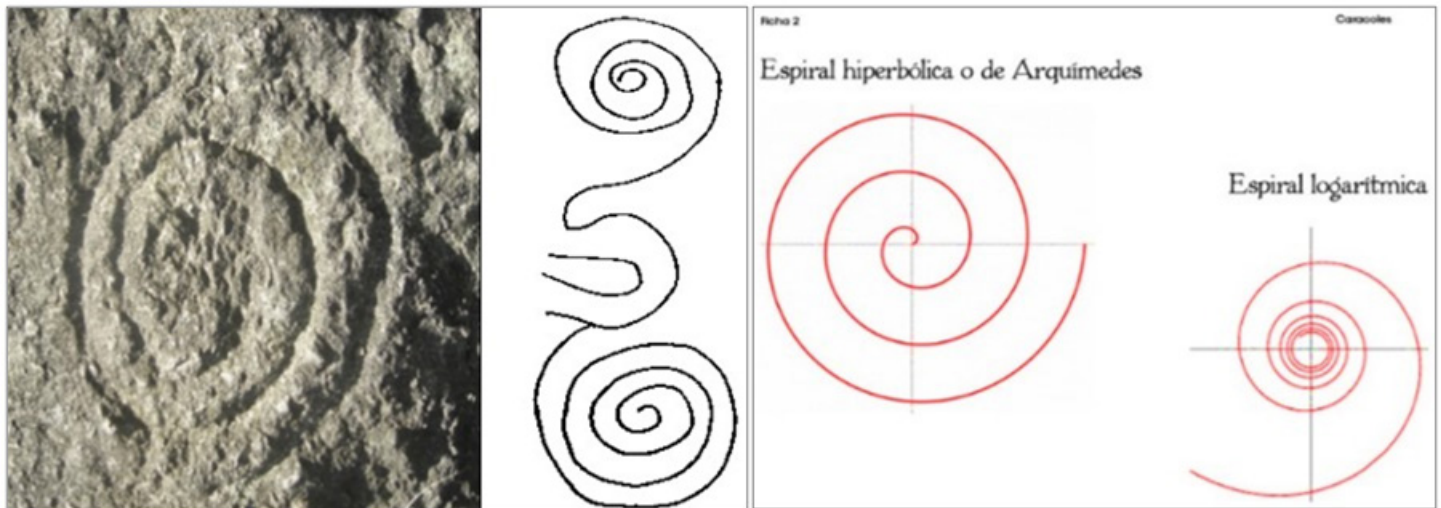 Ficha 2
Caracoles
Espiral hiperbólica o de Arquímedes
Espiral logarítmica